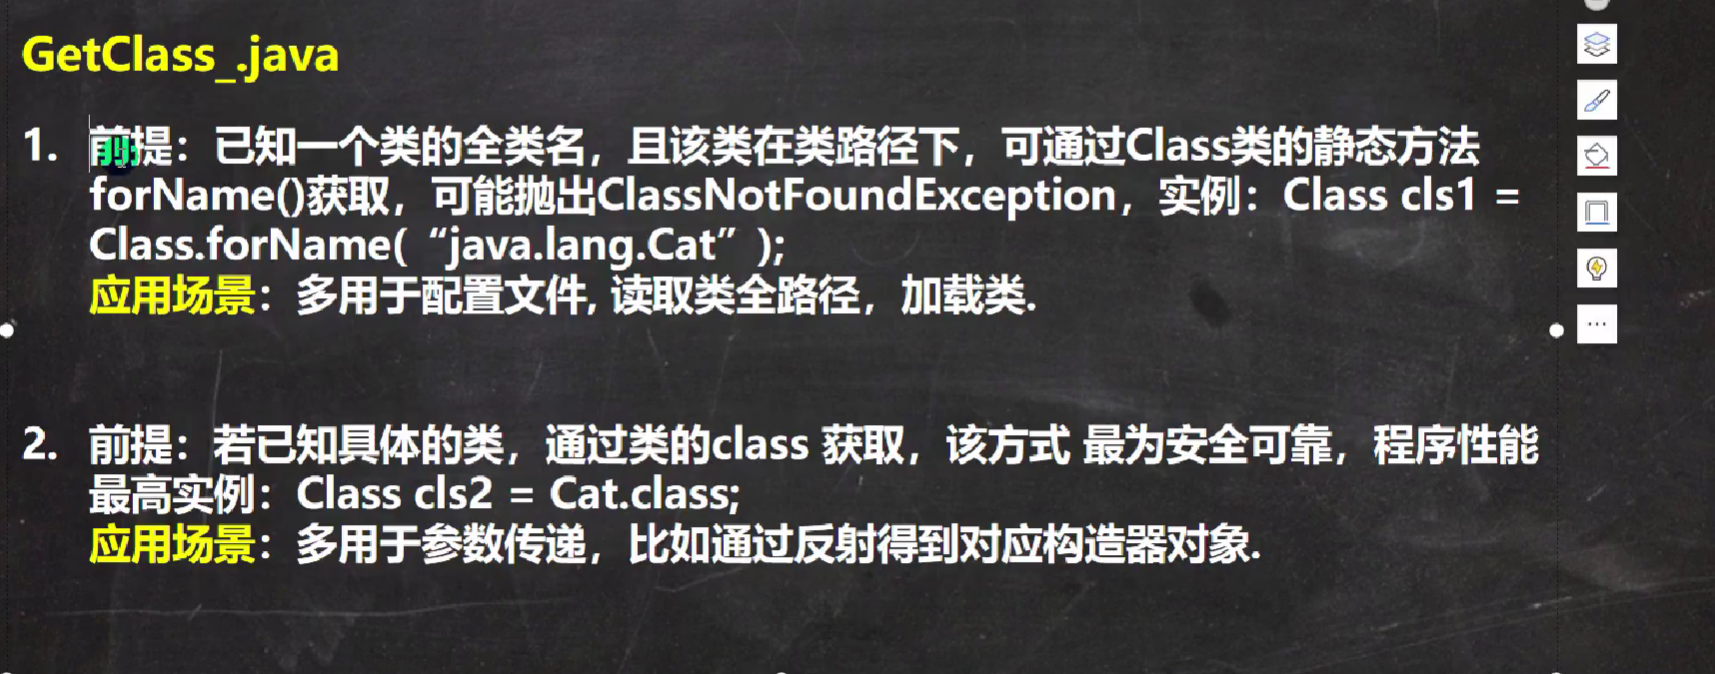 GetClass_.java
1. 前提：已知一个类的全类名，且该类在类路径下，可通过Class类的静态方法
forName()获取，可能抛出ClassNotFoundException，实例：Class cls1 =
Class.forName( “java.lang.Cat” );
应用场景：多用于配置文件, 读取类全路径，加载类.
2. 前提：若已知具体的类，通过类的class 获取，该方式 最为安全可靠，程序性能
最高实例：Class cls2 = Cat.class;
应用场景：多用于参数传递，比如通过反射得到对应构造器对象.